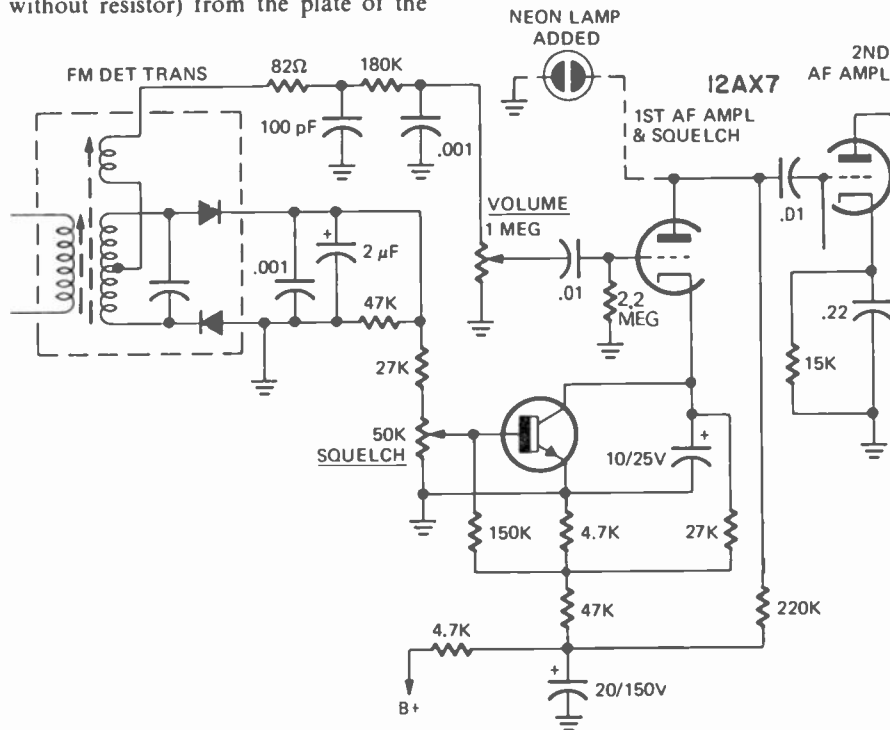 without resistor) from the plate of the
NEON LAMP
ADDED
2ND
AF AMPL
12AX7
1ST AF AMPL
& SQUELCH
FM DET TRANS
82Ω
180K
100 pF
.001
VOLUME
1 MEG
.01
.01
2.2
MEG
.001
2 μF
47K
27K
50K
SQUELCH
.22
15K
10/25V
150K
4.7K
27K
47K
220K
4.7K
20/150V
B+
+
+
+